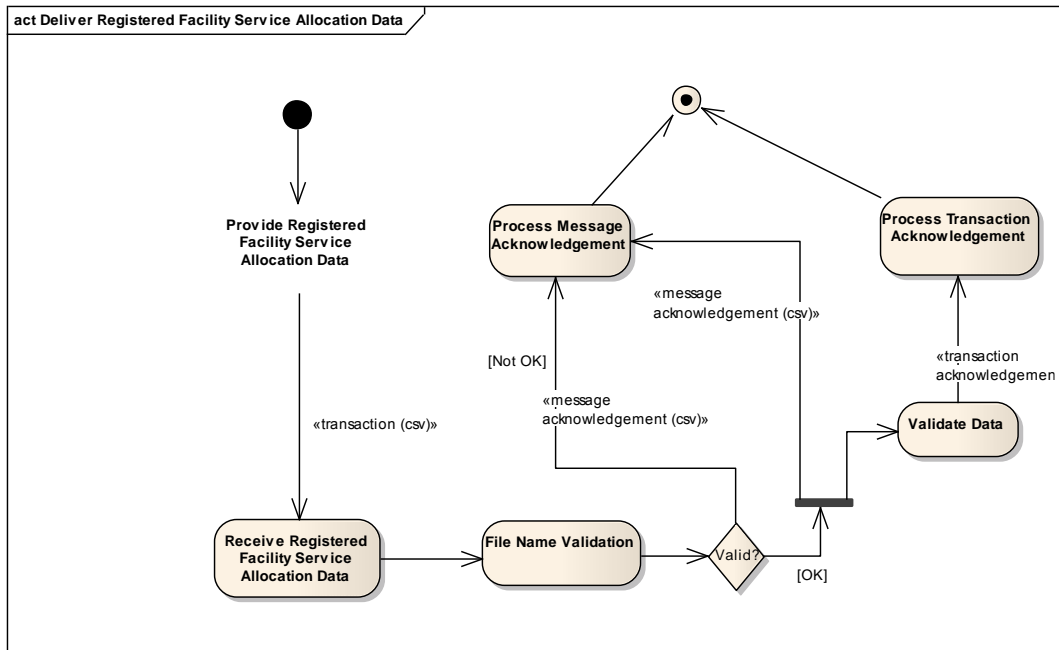 act Deliver Registered Facility Service Allocation Data
Provide Registered
Facility Service
Allocation Data
Process Message
Acknowledgement
Process Transaction
Acknowledgement
«message
acknowledgement (csv)»
[Not OK]
«transaction
acknowledgemen
«message
acknowledgement (csv)»
«transaction (csv)»
Validate Data
Receive Registered
Facility Service
Allocation Data
File Name Validation
Valid?
[OK]